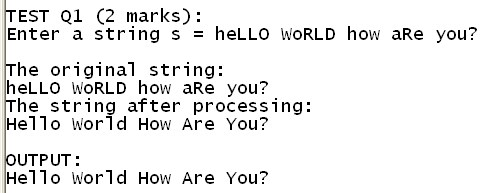 TEST Q1 (2 marks):
Enter a string s = heLLO WoRLD how aRe you?
The original string:
heLLO WoRLD how aRe you?
The string after processing:
Hello World How Are You?
OUTPUT:
Hello World How Are You?